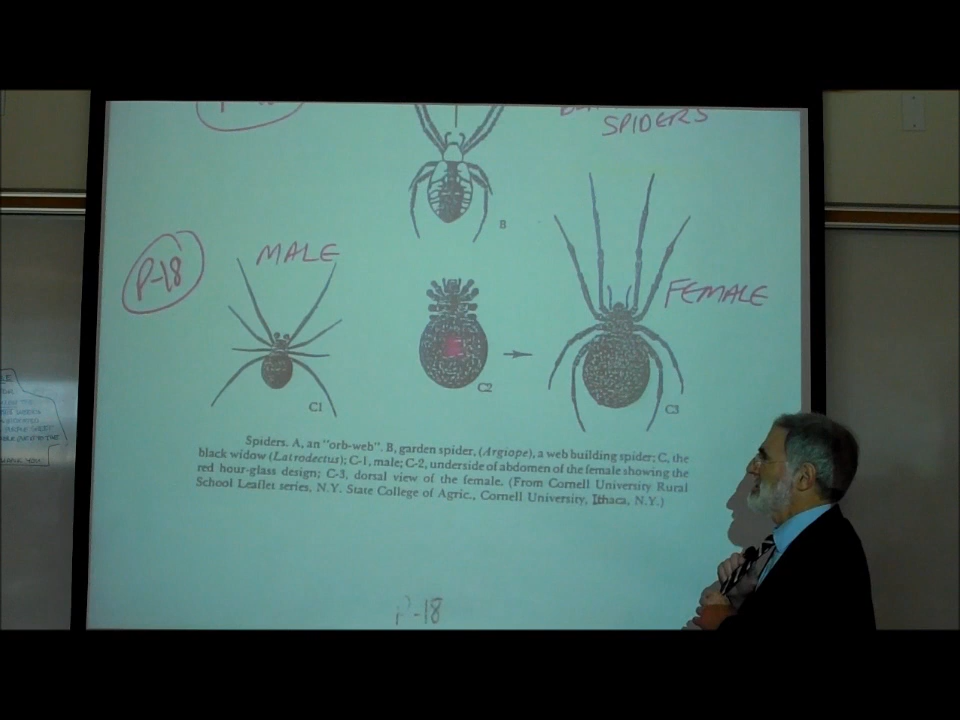 SPIDERS
B
P-18
MALE
FEMALE
C1
C2
C3
Spiders. A, an "orb-web". B, garden spider, (Argiope), a web building spider; C, the
black widow (Latrodectus); C-1, male; C-2, underside of abdomen of the female showing the
red hour-glass design; C-3, dorsal view of the female. (From Cornell University Rural
School Leaflet series, N.Y. State College of Agric., Cornell University, Ithaca, N.Y.)
P-18